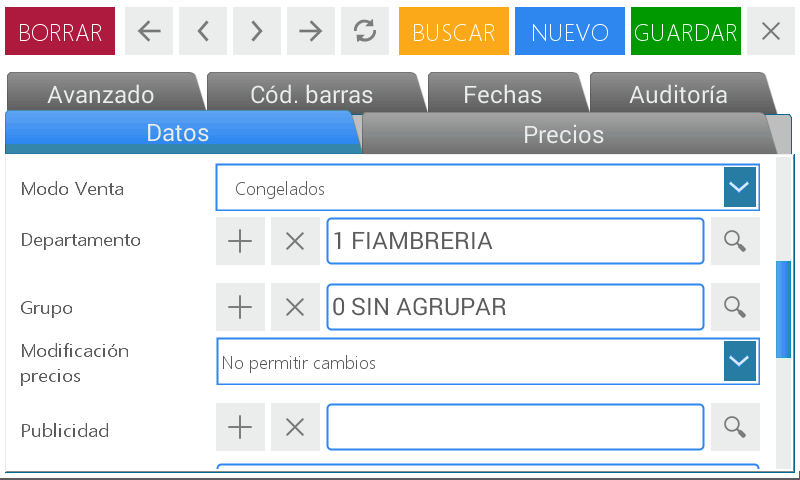 BORRAR
BUSCAR
NUEVO
GUARDAR
Avanzado
Cód. barras
Fechas
Auditoría
Datos
Precios
Modo Venta
Congelados
Departamento
1 FIAMBRERIA
Grupo
0 SIN AGRUPAR
Modificación
precios
No permitir cambios
Publicidad